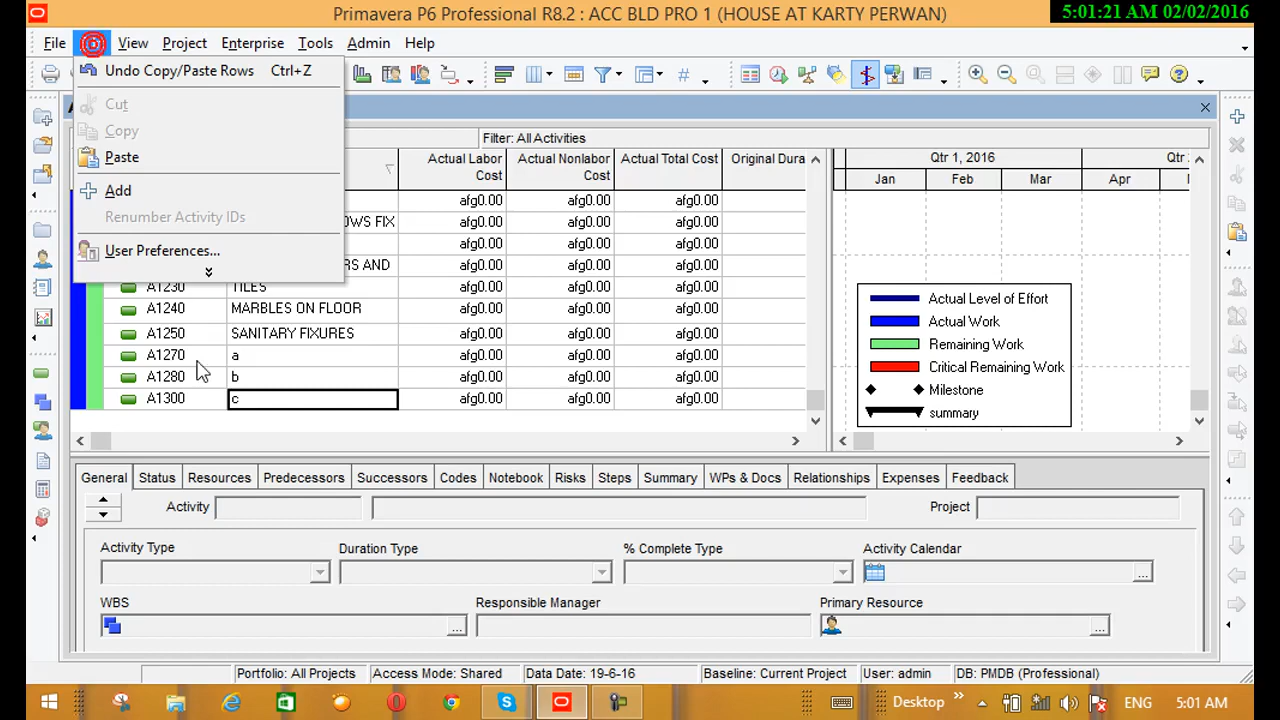 Primavera P6 Professional R8.2 : ACC BLD PRO 1 (HOUSE AT KARTY PERWAN)
5:01:21 AM 02/02/2016
File View Project Enterprise Tools Admin Help
Undo Copy/Paste Rows Ctrl+Z
Cut
Copy
Paste
Add
Renumber Activity IDs
User Preferences...
Filter: All Activities
Actual Labor Cost
Actual Nonlabor Cost
Actual Total Cost
Original Dura
Qtr 1, 2016
Qt
Jan Feb Mar Apr
afg0.00 afg0.00 afg0.00
OWS FIX afg0.00 afg0.00 afg0.00
afg0.00 afg0.00 afg0.00
RS AND afg0.00 afg0.00 afg0.00
A1230 TILES afg0.00 afg0.00 afg0.00
A1240 MARBLES ON FLOOR afg0.00 afg0.00 afg0.00
A1250 SANITARY FIXURES afg0.00 afg0.00 afg0.00
A1270 a afg0.00 afg0.00 afg0.00
A1280 b afg0.00 afg0.00 afg0.00
A1300 c afg0.00 afg0.00 afg0.00
Actual Level of Effort
Actual Work
Remaining Work
Critical Remaining Work
Milestone
summary
General Status Resources Predecessors Successors Codes Notebook Risks Steps Summary WPs & Docs Relationships Expenses Feedback
Activity
Project
Activity Type
Duration Type
% Complete Type
Activity Calendar
WBS
Responsible Manager
Primary Resource
Portfolio: All Projects Access Mode: Shared Data Date: 19-6-16 Baseline: Current Project User: admin DB: PMDB (Professional)
Desktop ENG 5:01 AM